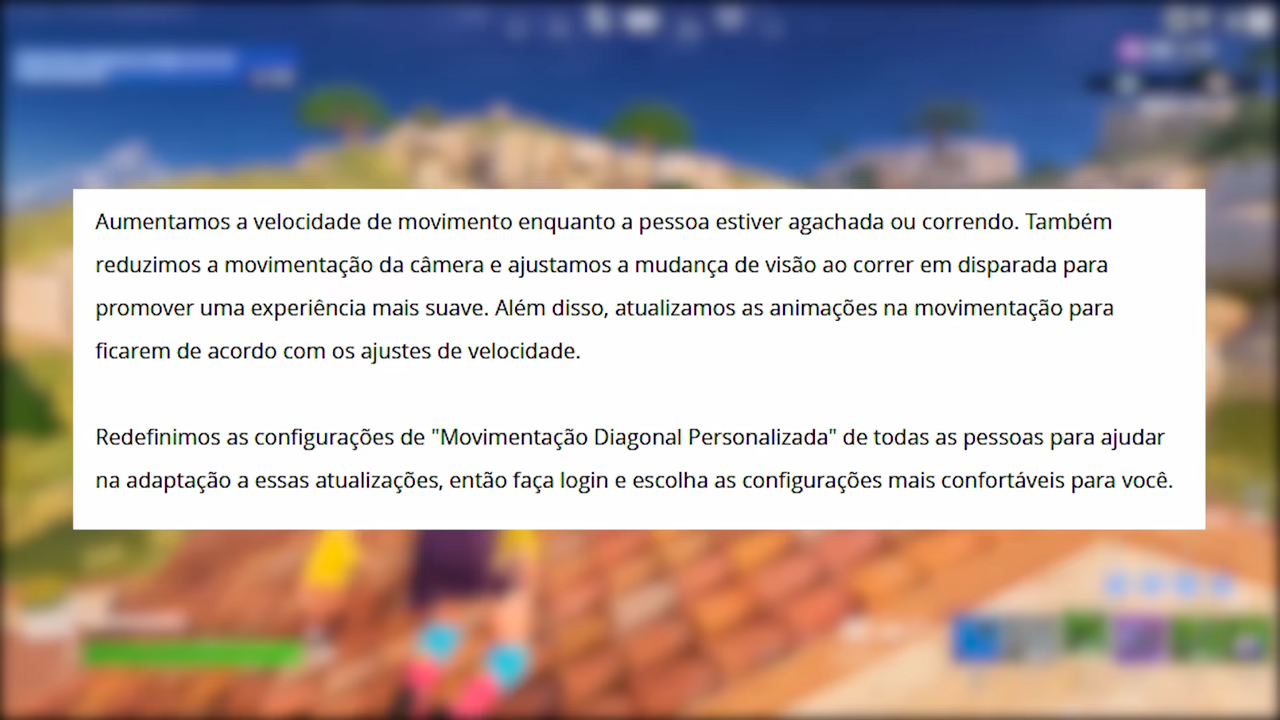 Aumentamos a velocidade de movimento enquanto a pessoa estiver agachada ou correndo. Também
reduzimos a movimentação da câmera e ajustamos a mudança de visão ao correr em disparada para
promover uma experiência mais suave. Além disso, atualizamos as animações na movimentação para
ficarem de acordo com os ajustes de velocidade.
Redefinimos as configurações de "Movimentação Diagonal Personalizada" de todas as pessoas para ajudar
na adaptação a essas atualizações, então faça login e escolha as configurações mais confortáveis para você.